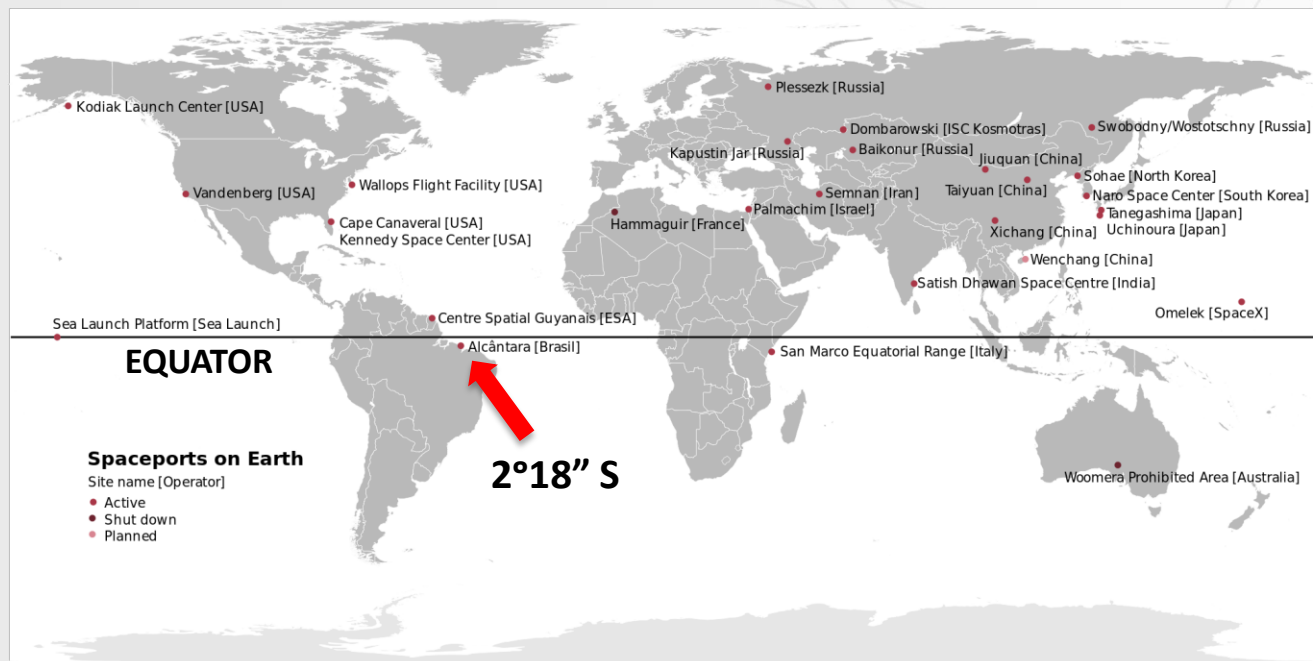 Plessezk [Russia]
Kodiak Launch Center [USA]
Dombarowski [ISC Kosmotras]
Swobodny/Wostotschny [Russia]
Kapustin Jar [Russia]
Baikonur [Russia]
Jiuquan [China]
Sohae [North Korea]
Wallops Flight Facility [USA]
Vandenberg [USA]
Semnan [Iran]
Taiyuan [China]
Naro Space Center [South Korea]
Palmachim [Israel]
Tanegashima [Japan]
Cape Canaveral [USA]
Kennedy Space Center [USA]
Hammaguir [France]
Xichang [China]
Uchinoura [Japan]
Wenchang [China]
Satish Dhawan Space Centre [India]
Omelek [SpaceX]
Centre Spatial Guyanais [ESA]
Sea Launch Platform [Sea Launch]
Alcântara [Brasil]
San Marco Equatorial Range [Italy]
EQUATOR
2°18” S
Spaceports on Earth
Site name [Operator]
Active
Shut down
Planned
Woomera Prohibited Area [Australia]